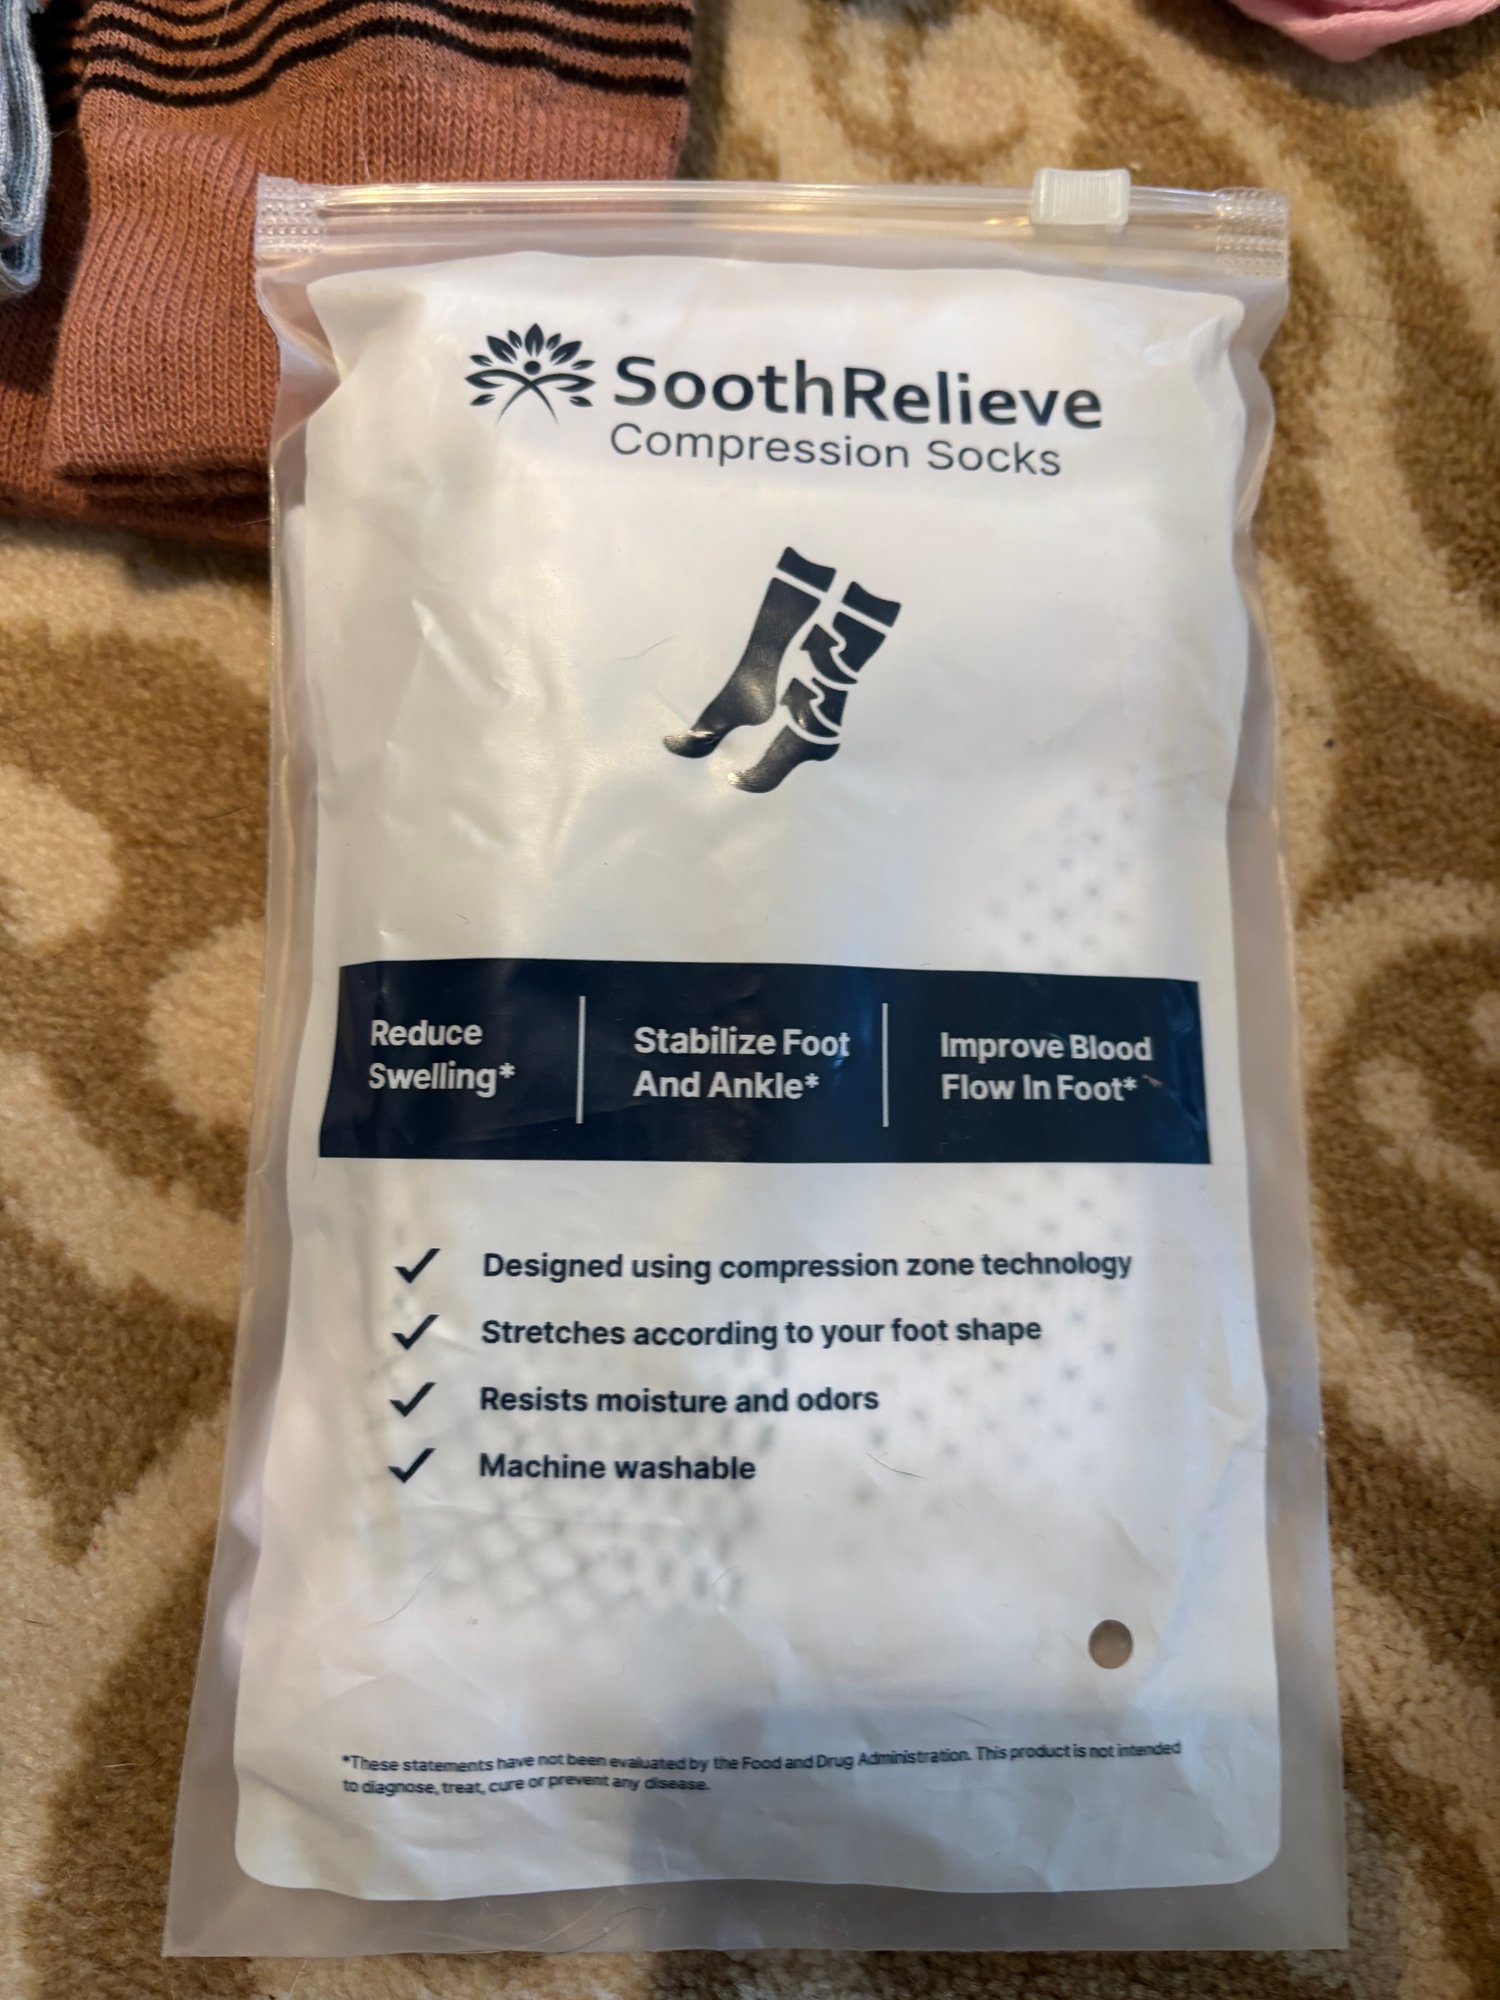 SoothRelieve
Compression Socks
Reduce
Swelling*
Stabilize Foot
And Ankle*
Improve Blood
Flow In Foot*
Designed using compression zone technology
Stretches according to your foot shape
Resists moisture and odors
Machine washable
*These statements have not been evaluated by the Food and Drug Administration. This product is not intended
to diagnose, treat, cure or prevent any disease.